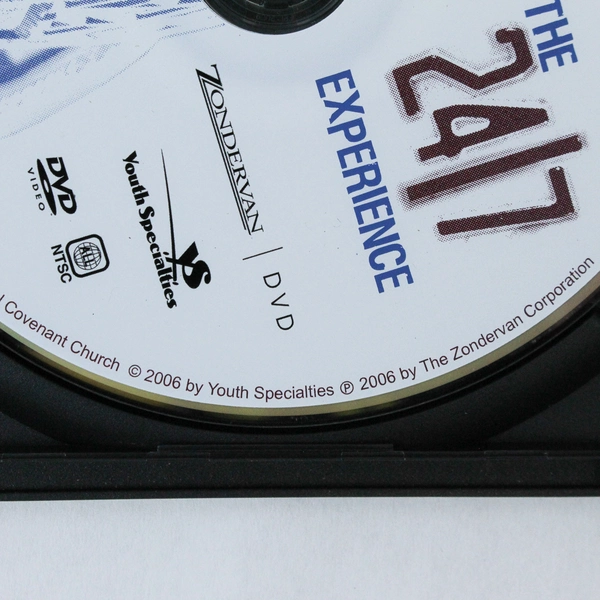 THE
24/7
EXPERIENCE
ZONDERVAN | DVD
Youth Specialties
YS
DVD
VIDEO
ALL
NTSC
Covenant Church © 2006 by Youth Specialties ℗ 2006 by The Zondervan Corporation